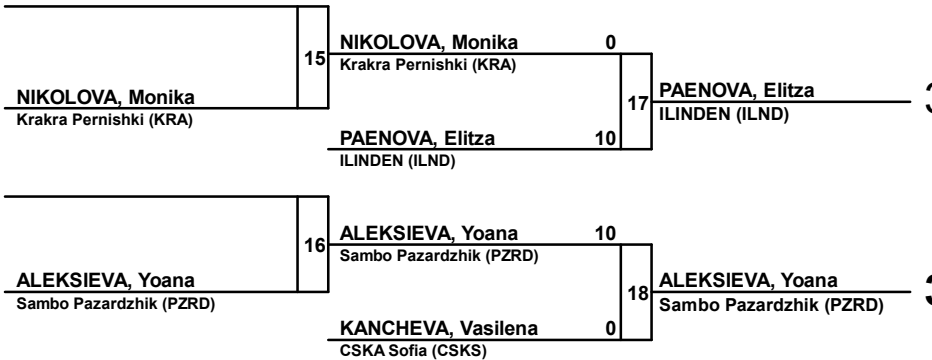 15
NIKOLOVA, Monika 0
Krakra Pernishki (KRA)
NIKOLOVA, Monika
Krakra Pernishki (KRA)
17
PAENOVA, Elitza
ILINDEN (ILND)
3
PAENOVA, Elitza 10
ILINDEN (ILND)
16
ALEKSIEVA, Yoana 10
Sambo Pazardzhik (PZRD)
ALEKSIEVA, Yoana
Sambo Pazardzhik (PZRD)
18
ALEKSIEVA, Yoana
Sambo Pazardzhik (PZRD)
3
KANCHEVA, Vasilena 0
CSKA Sofia (CSKS)